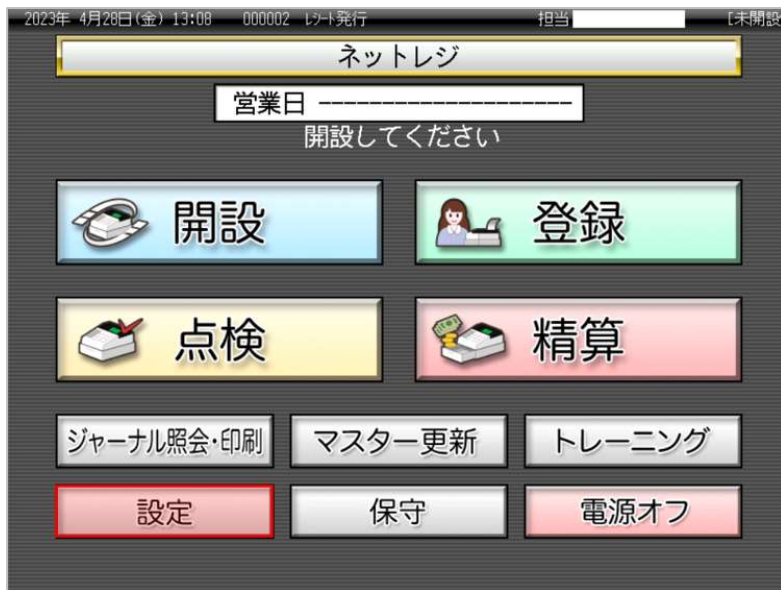 2023年 4月28日(金) 13:08 000002 レシート発行 担当 [未開設
ネットレジ
営業日 --------------------
開設してください
開設 登録
点検 精算
ジャーナル照会・印刷 マスター更新 トレーニング
設定 保守 電源オフ